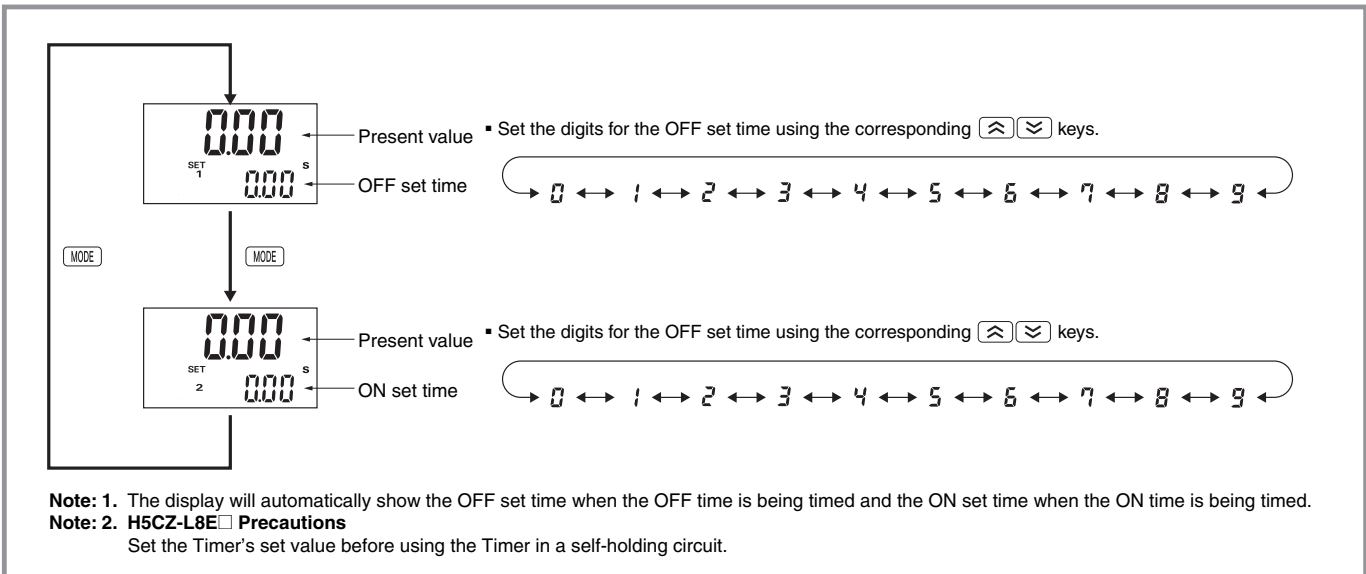 0.00
Present value
SET 1
s
0.00
OFF set time
▪ Set the digits for the OFF set time using the corresponding keys.
0 1 2 3 4 5 6 7 8 9
MODE
MODE
0.00
Present value
SET 2
s
0.00
ON set time
▪ Set the digits for the OFF set time using the corresponding keys.
0 1 2 3 4 5 6 7 8 9
Note: 1. The display will automatically show the OFF set time when the OFF time is being timed and the ON set time when the ON time is being timed.
Note: 2. H5CZ-L8E□ Precautions
Set the Timer's set value before using the Timer in a self-holding circuit.